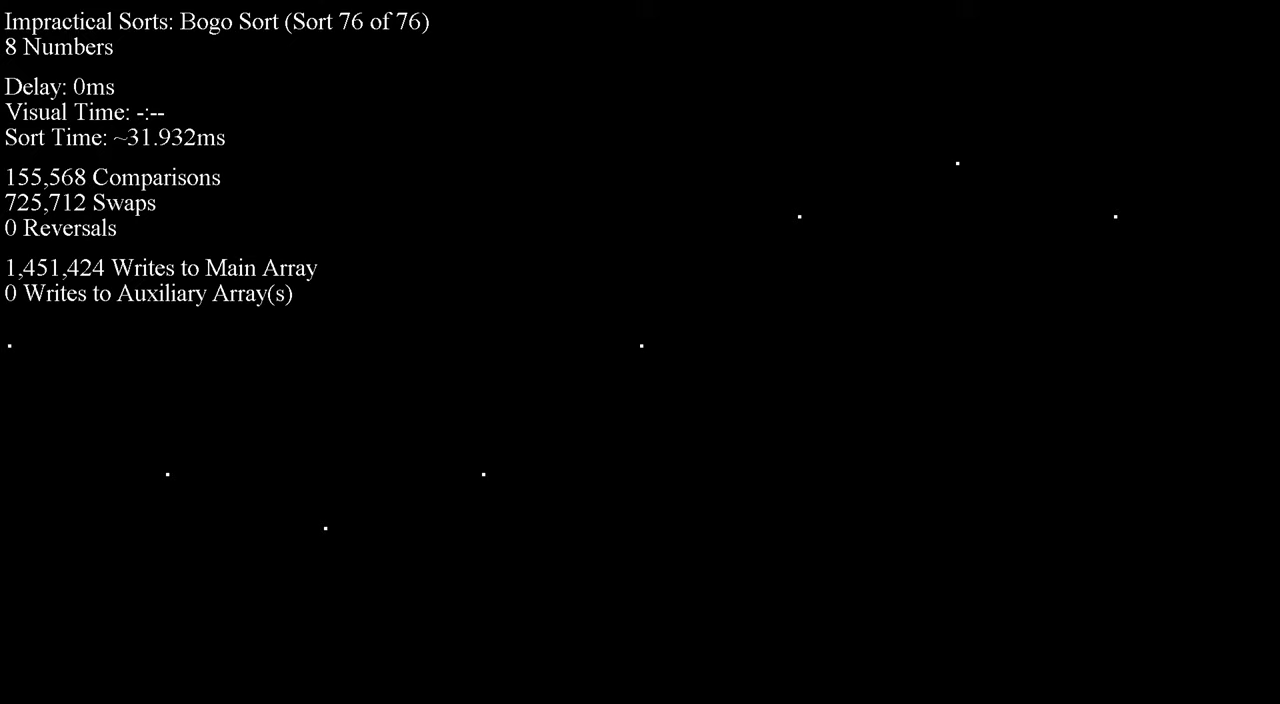 Impractical Sorts: Bogo Sort (Sort 76 of 76)
8 Numbers
Delay: 0ms
Visual Time: -:--
Sort Time: ~31.932ms
155,568 Comparisons
725,712 Swaps
0 Reversals
1,451,424 Writes to Main Array
0 Writes to Auxiliary Array(s)